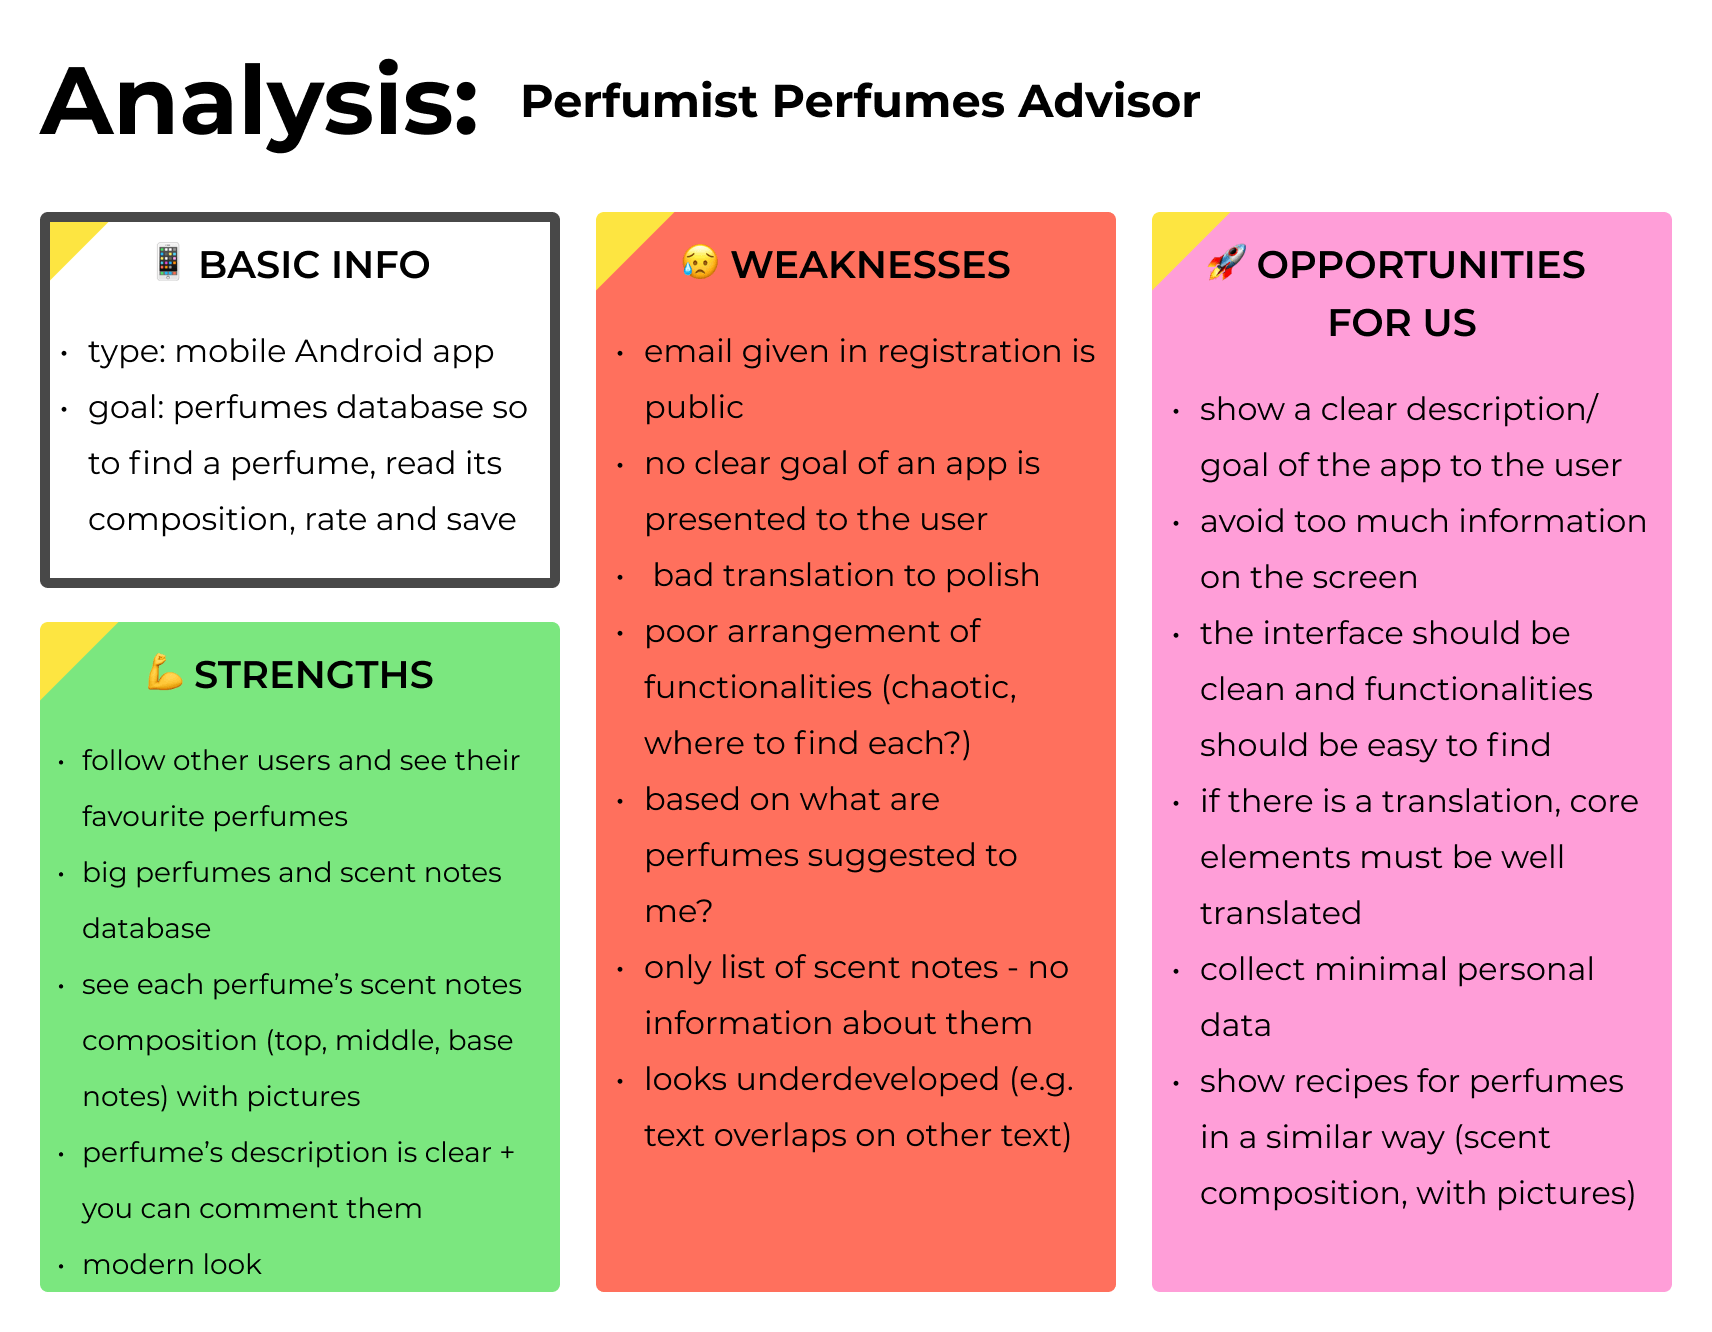 Analysis: Perfumist Perfumes Advisor
📱 BASIC INFO
• type: mobile Android app
• goal: perfumes database so
to find a perfume, read its
composition, rate and save
💪 STRENGTHS
• follow other users and see their
favourite perfumes
• big perfumes and scent notes
database
• see each perfume’s scent notes
composition (top, middle, base
notes) with pictures
• perfume’s description is clear +
you can comment them
• modern look
😥 WEAKNESSES
• email given in registration is
public
• no clear goal of an app is
presented to the user
• bad translation to polish
• poor arrangement of
functionalities (chaotic,
where to find each?)
• based on what are
perfumes suggested to
me?
• only list of scent notes - no
information about them
• looks underdeveloped (e.g.
text overlaps on other text)
🚀 OPPORTUNITIES
FOR US
• show a clear description/
goal of the app to the user
• avoid too much information
on the screen
• the interface should be
clean and functionalities
should be easy to find
• if there is a translation, core
elements must be well
translated
• collect minimal personal
data
• show recipes for perfumes
in a similar way (scent
composition, with pictures)